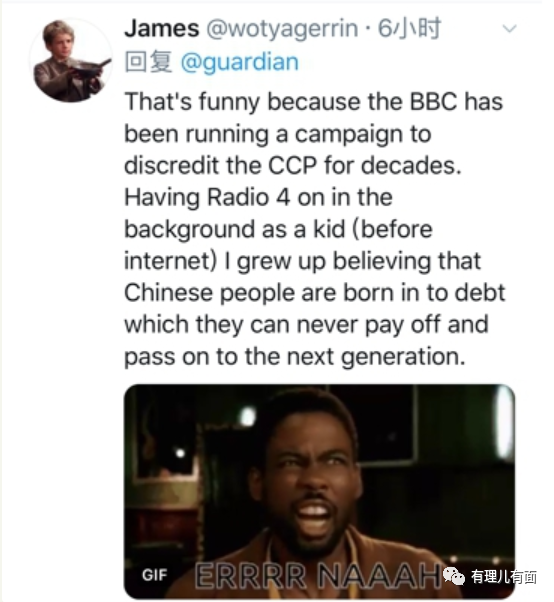 James @wotyagerrin · 6小时
回复 @guardian
That's funny because the BBC has
been running a campaign to
discredit the CCP for decades.
Having Radio 4 on in the
background as a kid (before
internet) I grew up believing that
Chinese people are born in to debt
which they can never pay off and
pass on to the next generation.
GIF
ERRRR NAAAH
有理儿有面